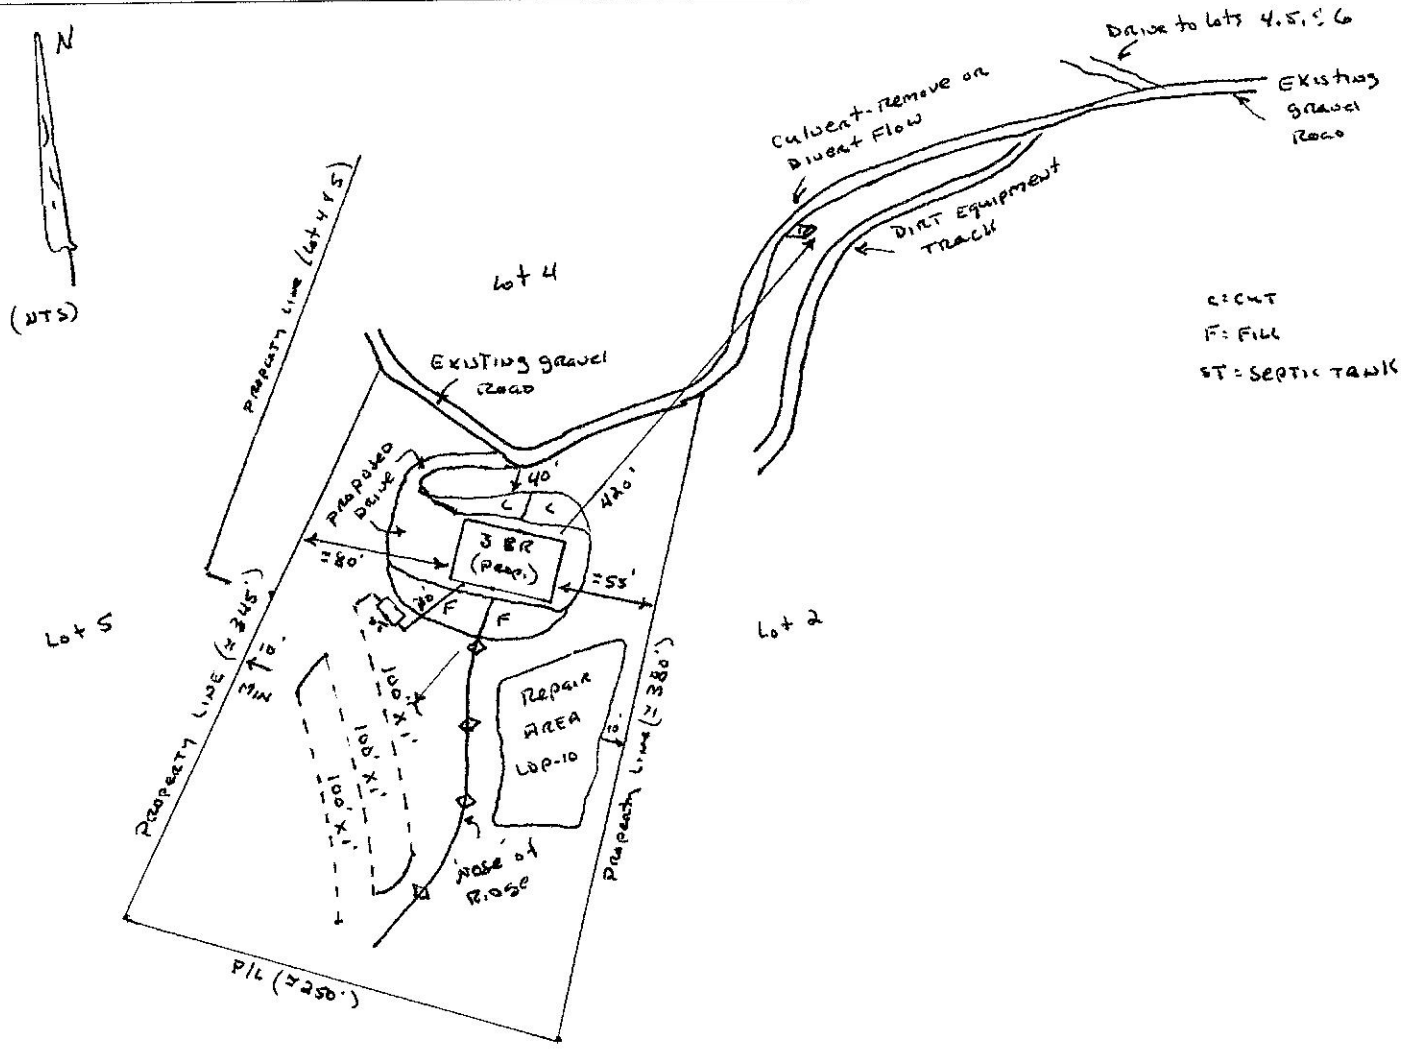 N
(NTS)
Drive to Lots 4, 5, & 6
Existing
gravel
Road
Culvert-Remove or
Divert Flow
DIRT Equipment
TRACK
Property Line (Lot 4 & 5)
Lot 4
C = CUT
F = Fill
ST = Septic Tank
Existing gravel
Road
Proposed
Drive
40'
420'
C
C
3 BR
(Prop.)
≈80'
≈55'
20'
F
F
ST
Lot 5
Lot 2
10'
MIN
Property Line (≈345')
100' x 1'
100' x 1'
100' x 1'
Repair
AREA
LDP-10
10'
Property Line (≈380')
'Nose' of
Ridge
P/L (≈250')